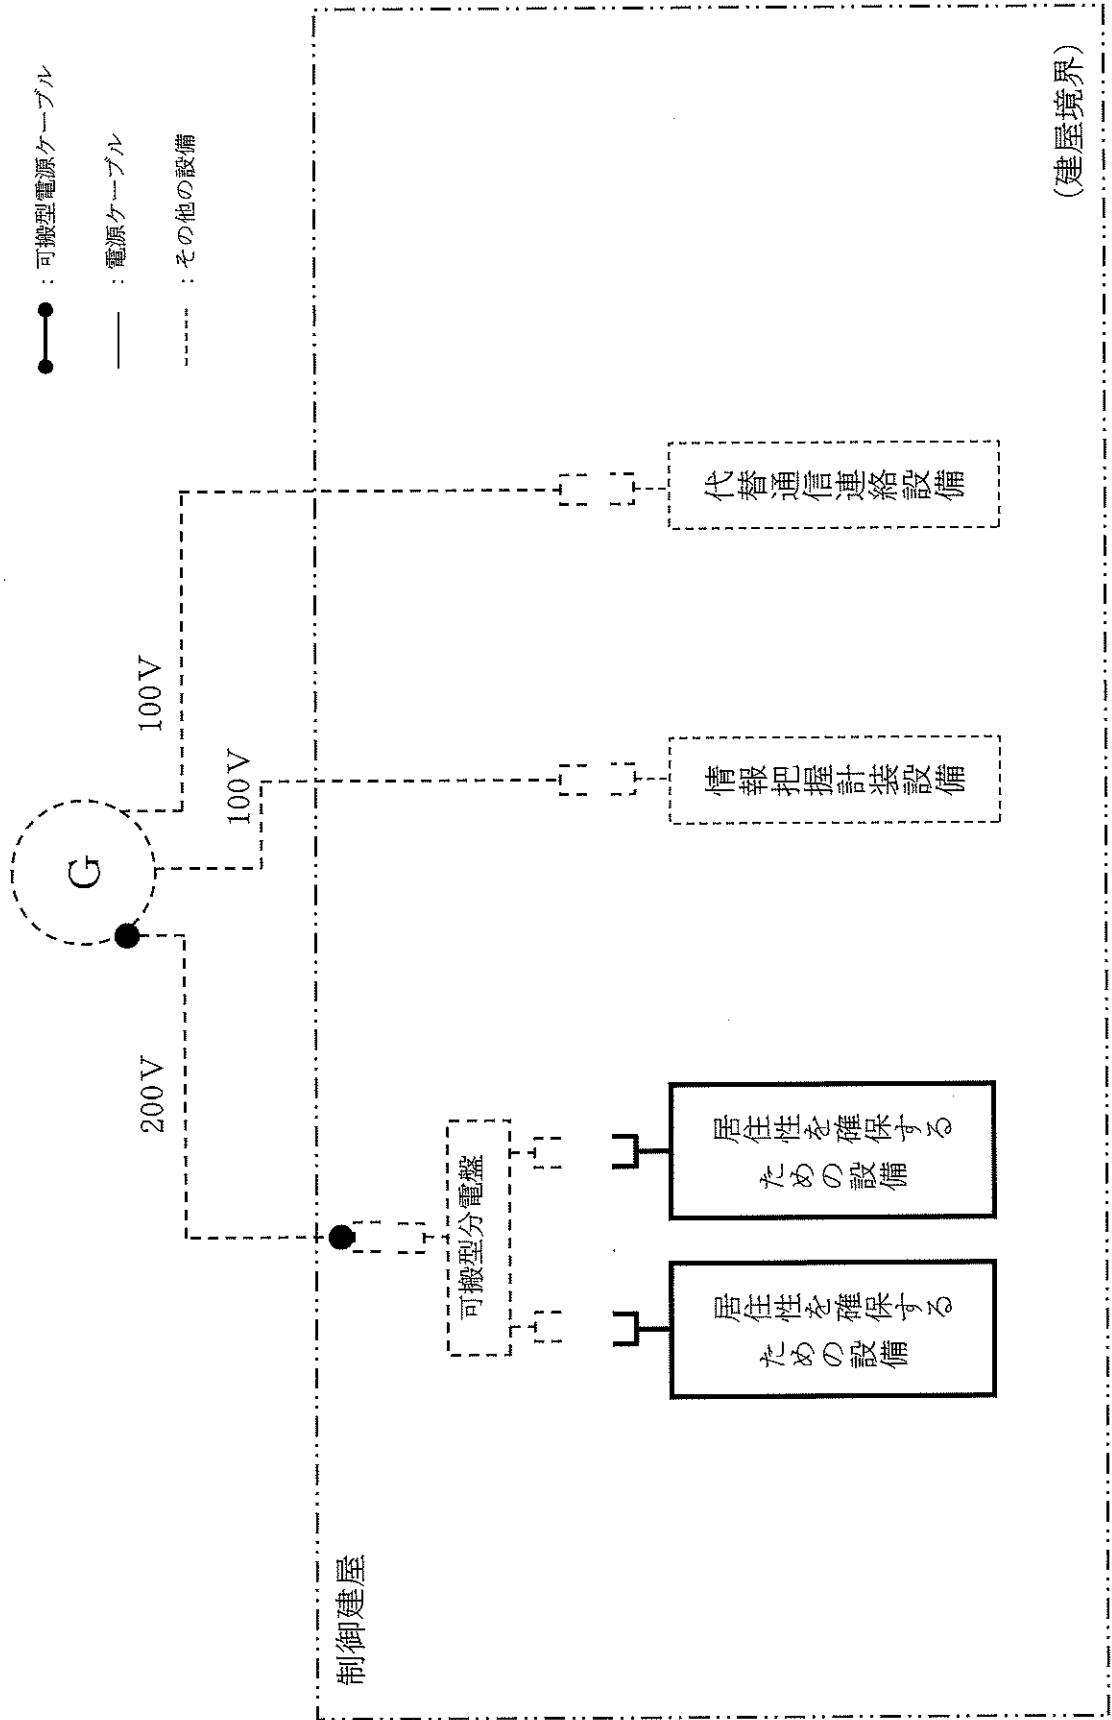 ：可搬型電源ケーブル
：電源ケーブル
：その他の設備
G
200V
100V
100V
制御建屋
可搬型分電盤
居住性を確保する
ための設備
居住性を確保する
ための設備
情報把握計装設備
代替通信連絡設備
(建屋境界)